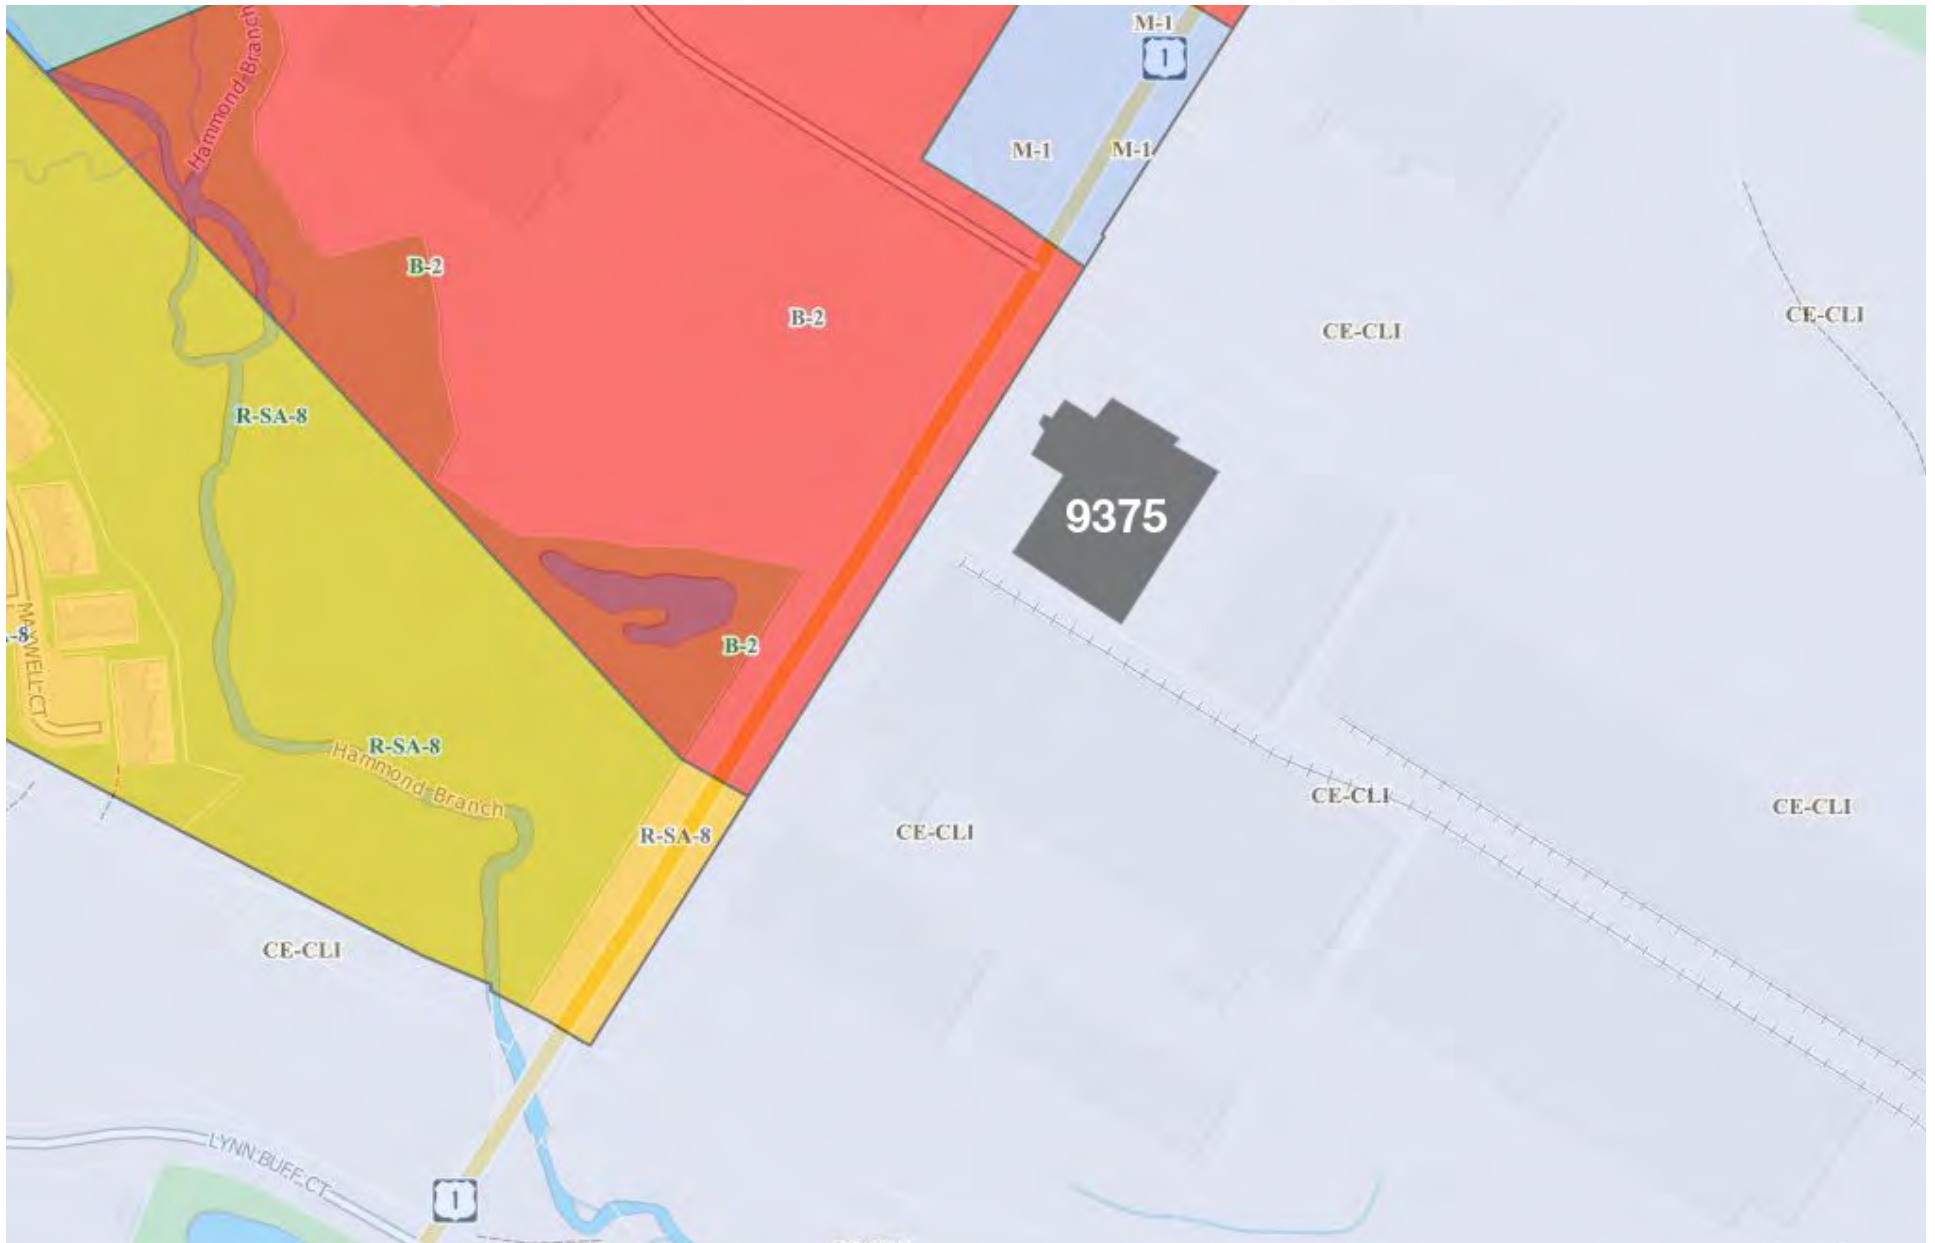 M-1
1
Hammond-Branch
M-1
M-1
B-2
B-2
CE-CLI
CE-CLI
R-SA-8
9375
MAXWELL-CT
-8
B-2
R-SA-8
Hammond-Branch
R-SA-8
CE-CLI
CE-CLI
CE-CLI
CE-CLI
LYNN BUFF CT
1